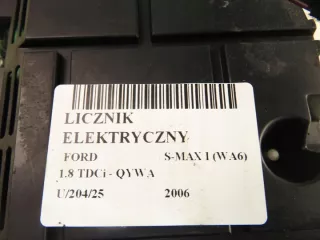 LICZNIK
ELEKTRYCZNY
FORD S-MAX I (WA6)
1.8 TDCi - QYWA
U/204/25 2006